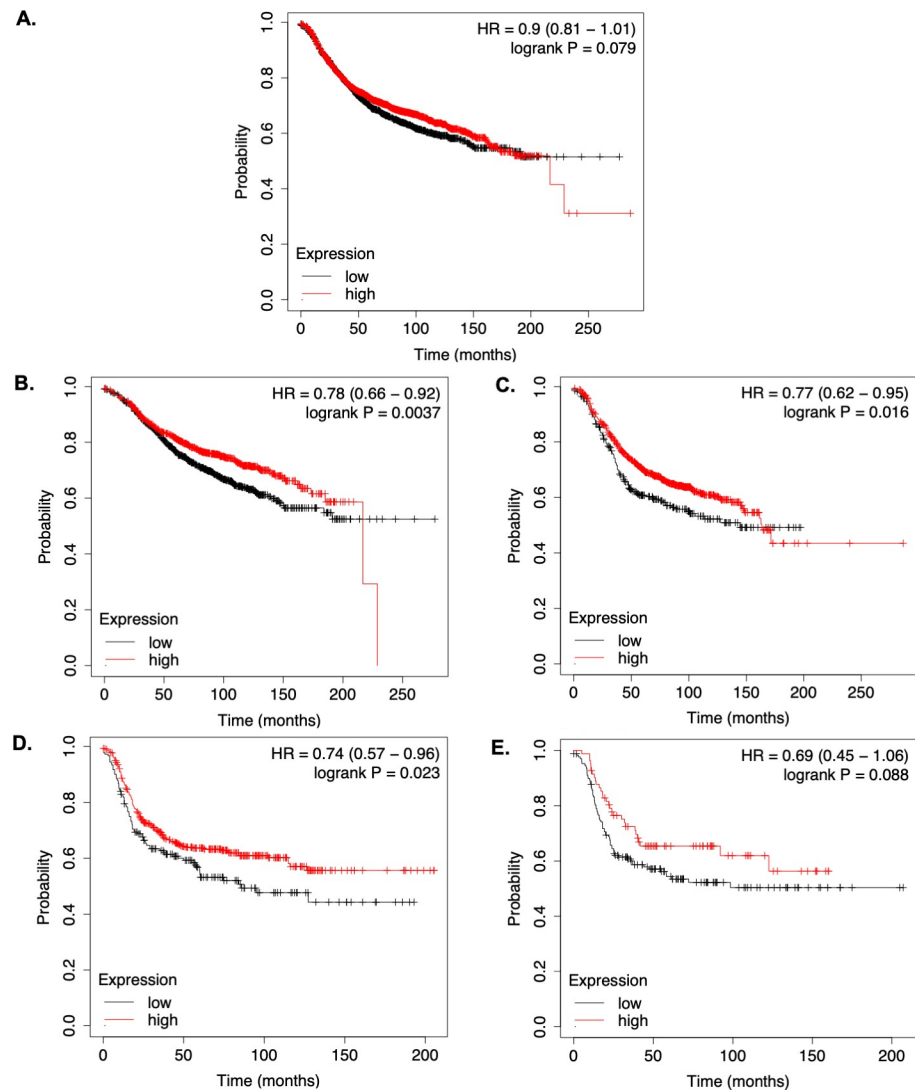 A.
HR = 0.9 (0.81 − 1.01)
logrank P = 0.079
Probability
1.0
0.8
0.6
0.4
0.2
0.0
Expression
low
high
0 50 100 150 200 250
Time (months)
B.
HR = 0.78 (0.66 − 0.92)
logrank P = 0.0037
Probability
1.0
0.8
0.6
0.4
0.2
0.0
Expression
low
high
0 50 100 150 200 250
Time (months)
C.
HR = 0.77 (0.62 − 0.95)
logrank P = 0.016
Probability
1.0
0.8
0.6
0.4
0.2
0.0
Expression
low
high
0 50 100 150 200 250
Time (months)
D.
HR = 0.74 (0.57 − 0.96)
logrank P = 0.023
Probability
1.0
0.8
0.6
0.4
0.2
0.0
Expression
low
high
0 50 100 150 200
Time (months)
E.
HR = 0.69 (0.45 − 1.06)
logrank P = 0.088
Probability
1.0
0.8
0.6
0.4
0.2
0.0
Expression
low
high
0 50 100 150 200
Time (months)